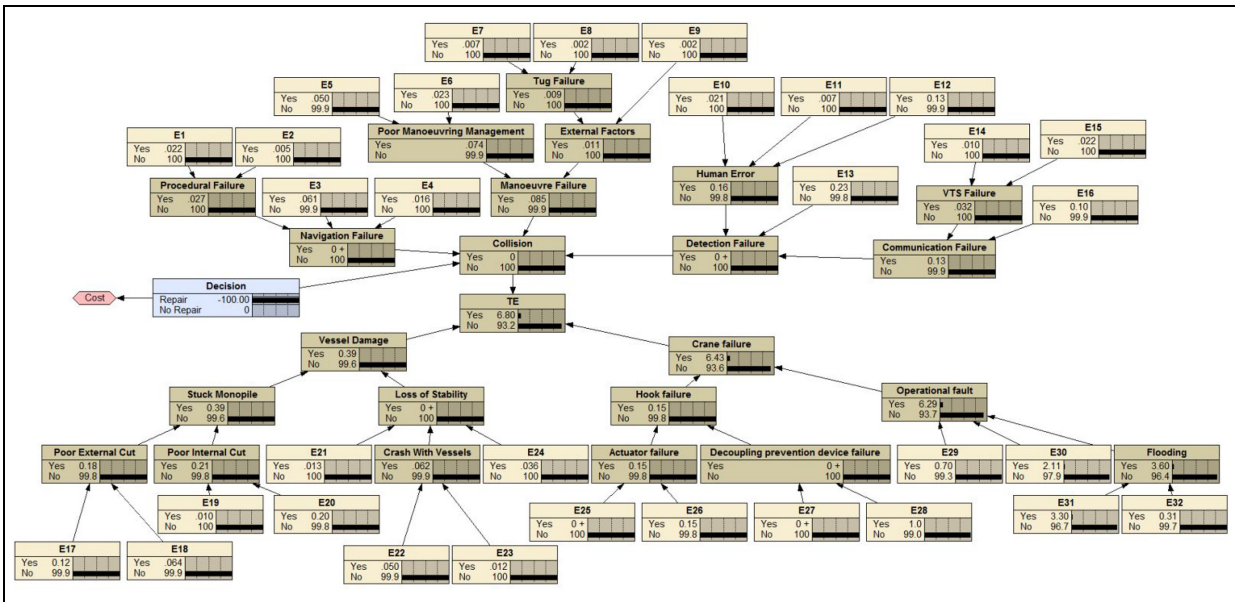 E7
Yes .007
No 100
E8
Yes .002
No 100
E9
Yes .002
No 100
E5
Yes .050
No 99.9
E6
Yes .023
No 100
Tug Failure
Yes .009
No 100
E10
Yes .021
No 100
E11
Yes .007
No 100
E12
Yes 0.13
No 99.9
E1
Yes .022
No 100
E2
Yes .005
No 100
Poor Manoeuvring Management
Yes .074
No 99.9
External Factors
Yes .011
No 100
E14
Yes .010
No 100
E15
Yes .022
No 100
Procedural Failure
Yes .027
No 100
E3
Yes .061
No 99.9
E4
Yes .016
No 100
Manoeuvre Failure
Yes .085
No 99.9
Human Error
Yes 0.16
No 99.8
E13
Yes 0.23
No 99.8
VTS Failure
Yes .032
No 100
E16
Yes 0.10
No 99.9
Navigation Failure
Yes 0 +
No 100
Collision
Yes 0
No 100
Detection Failure
Yes 0 +
No 100
Communication Failure
Yes 0.13
No 99.9
Cost
Decision
Repair -100.00
No Repair 0
TE
Yes 6.80
No 93.2
Vessel Damage
Yes 0.39
No 99.6
Crane failure
Yes 6.43
No 93.6
Stuck Monopile
Yes 0.39
No 99.6
Loss of Stability
Yes 0 +
No 100
Hook failure
Yes 0.15
No 99.8
Operational fault
Yes 6.29
No 93.7
Poor External Cut
Yes 0.18
No 99.8
Poor Internal Cut
Yes 0.21
No 99.8
E21
Yes .013
No 100
Crash With Vessels
Yes .062
No 99.9
E24
Yes .036
No 100
Actuator failure
Yes 0.15
No 99.8
Decoupling prevention device failure
Yes 0 +
No 100
E29
Yes 0.70
No 99.3
E30
Yes 2.11
No 97.9
Flooding
Yes 3.60
No 96.4
E19
Yes .010
No 100
E20
Yes 0.20
No 99.8
E25
Yes 0 +
No 100
E26
Yes 0.15
No 99.8
E27
Yes 0 +
No 100
E28
Yes 1.0
No 99.0
E31
Yes 3.30
No 96.7
E32
Yes 0.31
No 99.7
E17
Yes 0.12
No 99.9
E18
Yes .064
No 99.9
E22
Yes .050
No 99.9
E23
Yes .012
No 100